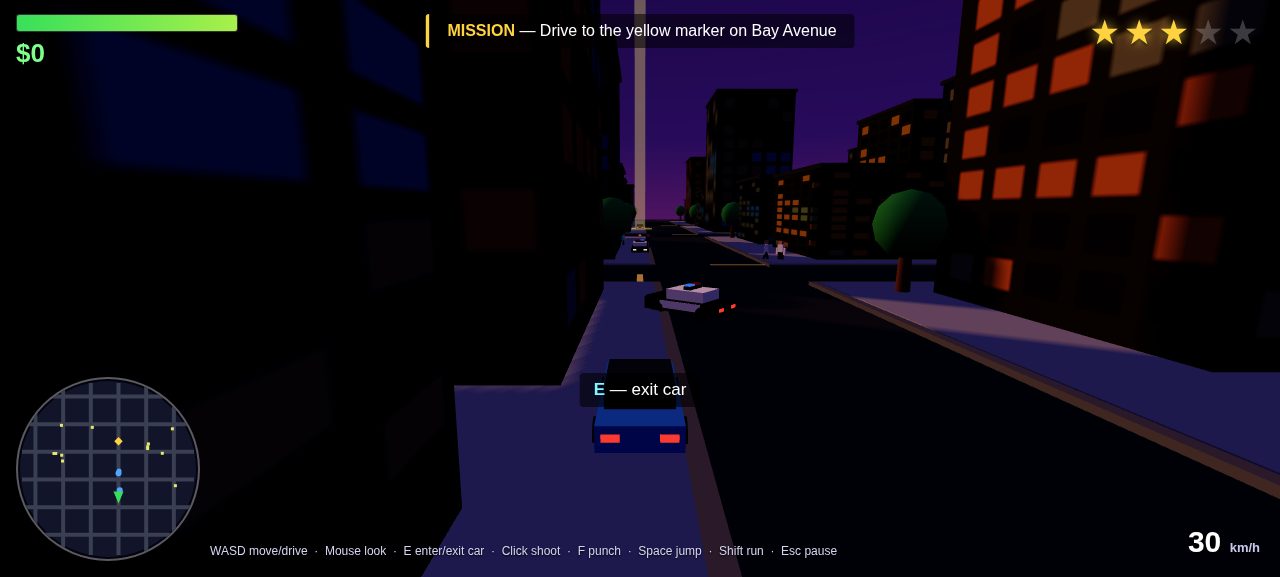 MISSION — Drive to the yellow marker on Bay Avenue
$0
E — exit car
WASD move/drive · Mouse look · E enter/exit car · Click shoot · F punch · Space jump · Shift run · Esc pause
30 km/h